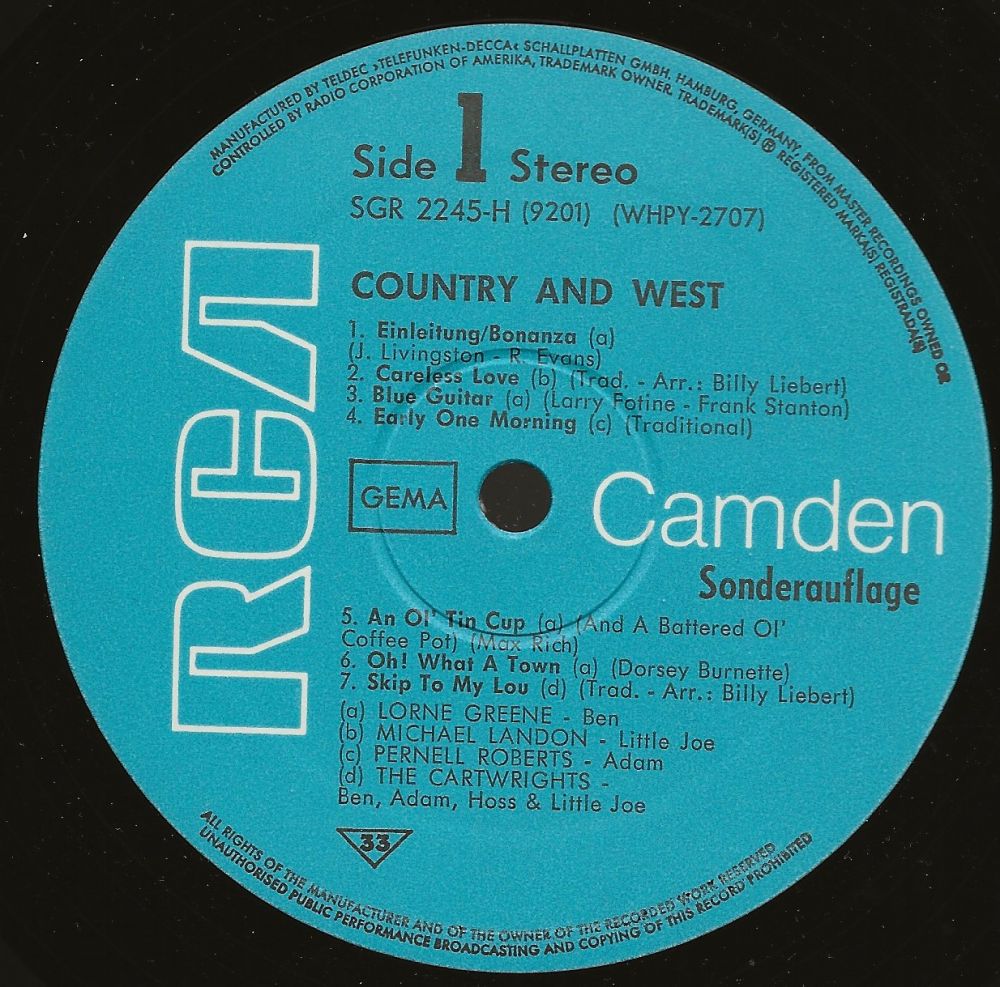 MANUFACTURED BY TELDEC >TELEFUNKEN-DECCA< SCHALLPLATTEN GMBH. HAMBURG, GERMANY, FROM MASTER RECORDINGS OWNED OR
CONTROLLED BY RADIO CORPORATION OF AMERIKA, TRADEMARK OWNER. TRADEMARK(S) ® REGISTERED MARKA(S) REGISTRADA(S)
Side 1 Stereo
SGR 2245-H (9201) (WHPY-2707)
RCA
COUNTRY AND WEST
1. Einleitung/Bonanza (a)
(J. Livingston - R. Evans)
2. Careless Love (b) (Trad. - Arr.: Billy Liebert)
3. Blue Guitar (a) (Larry Fotine - Frank Stanton)
4. Early One Morning (c) (Traditional)
GEMA
Camden
Sonderauflage
5. An Ol' Tin Cup (a) (And A Battered Ol'
Coffee Pot) (Max Rich)
6. Oh! What A Town (a) (Dorsey Burnette)
7. Skip To My Lou (d) (Trad. - Arr.: Billy Liebert)
(a) LORNE GREENE - Ben
(b) MICHAEL LANDON - Little Joe
(c) PERNELL ROBERTS - Adam
(d) THE CARTWRIGHTS -
Ben, Adam, Hoss & Little Joe
33
ALL RIGHTS OF THE MANUFACTURER AND OF THE OWNER OF THE RECORDED WORK RESERVED
UNAUTHORISED PUBLIC PERFORMANCE BROADCASTING AND COPYING OF THIS RECORD PROHIBITED